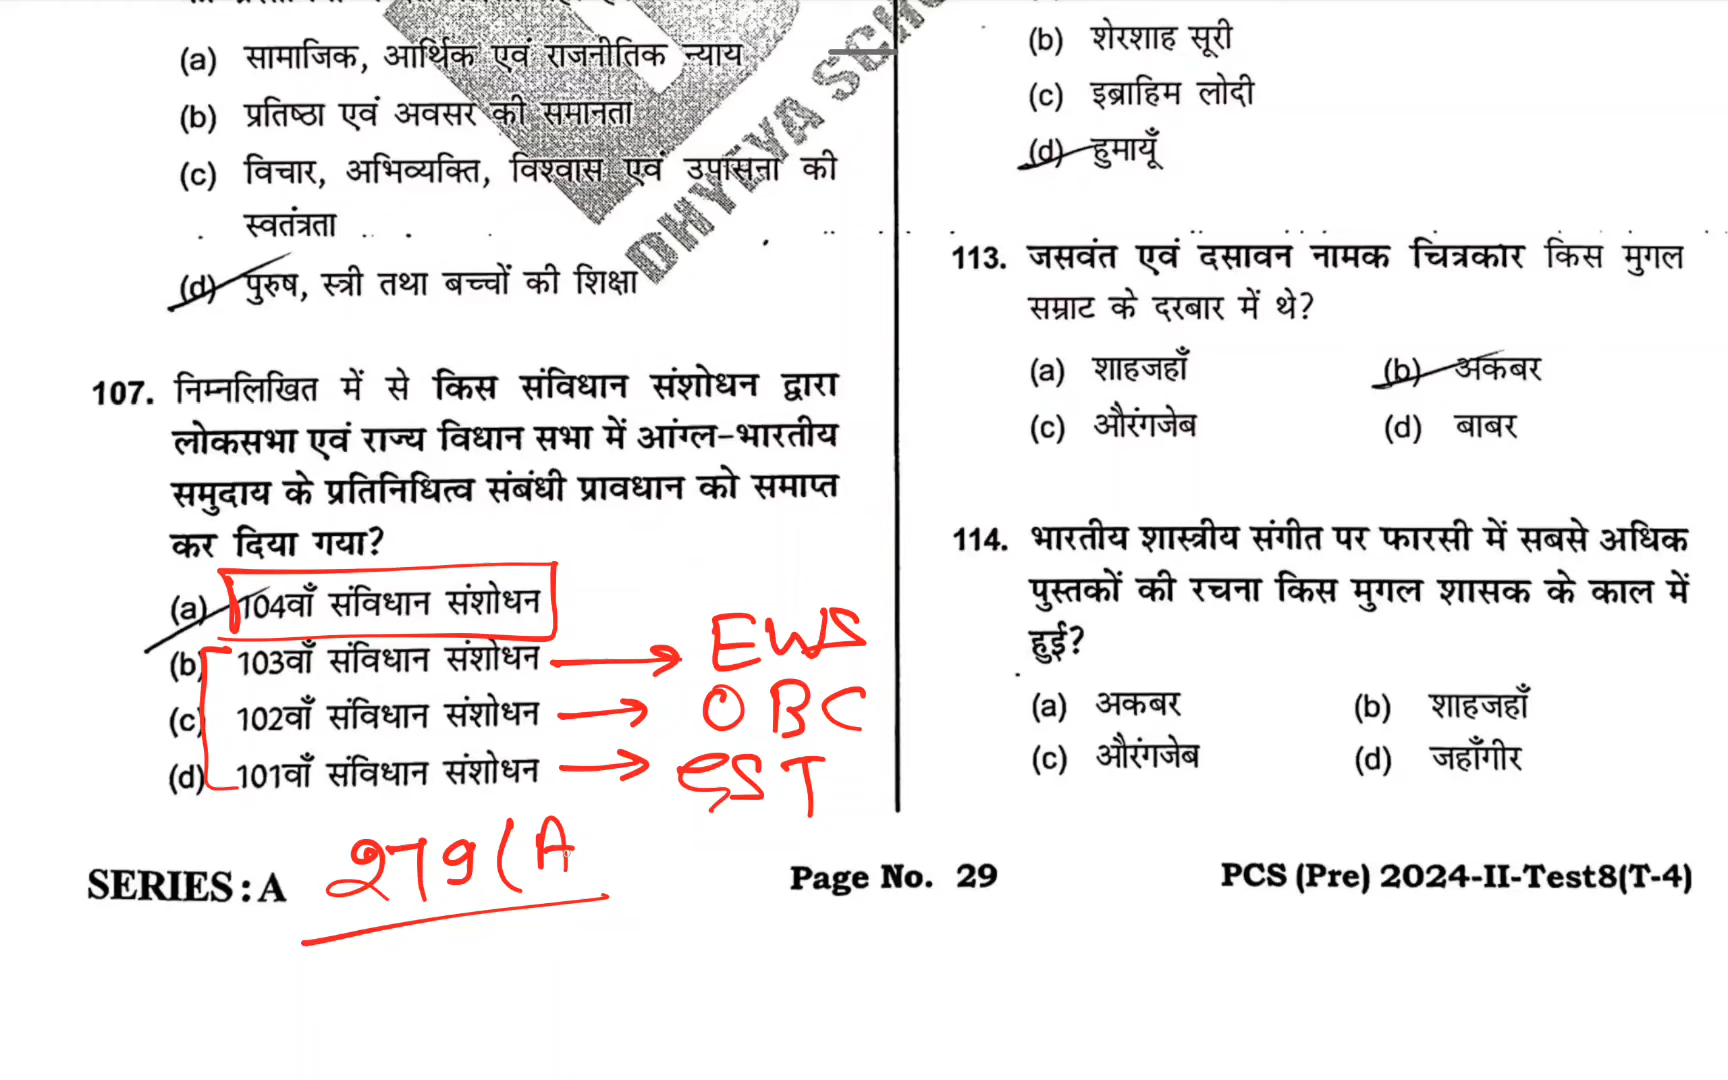 (a) सामाजिक, आर्थिक एवं राजनीतिक न्याय
(b) प्रतिष्ठा एवं अवसर की समानता
(c) विचार, अभिव्यक्ति, विश्वास एवं उपासना की
स्वतंत्रता
(d) पुरुष, स्त्री तथा बच्चों की शिक्षा
107. निम्नलिखित में से किस संविधान संशोधन द्वारा
लोकसभा एवं राज्य विधान सभा में आंग्ल-भारतीय
समुदाय के प्रतिनिधित्व संबंधी प्रावधान को समाप्त
कर दिया गया?
(a) 104वाँ संविधान संशोधन
(b) 103वाँ संविधान संशोधन → EWS
(c) 102वाँ संविधान संशोधन → OBC
(d) 101वाँ संविधान संशोधन → GST
279 (A
(b) शेरशाह सूरी
(c) इब्राहिम लोदी
(d) हुमायूँ
113. जसवंत एवं दसावन नामक चित्रकार किस मुगल
सम्राट के दरबार में थे?
(a) शाहजहाँ (b) अकबर
(c) औरंगजेब (d) बाबर
114. भारतीय शास्त्रीय संगीत पर फारसी में सबसे अधिक
पुस्तकों की रचना किस मुगल शासक के काल में
हुई?
(a) अकबर (b) शाहजहाँ
(c) औरंगजेब (d) जहाँगीर
SERIES : A Page No. 29 PCS (Pre) 2024-II-Test8(T-4)
DHYEYA